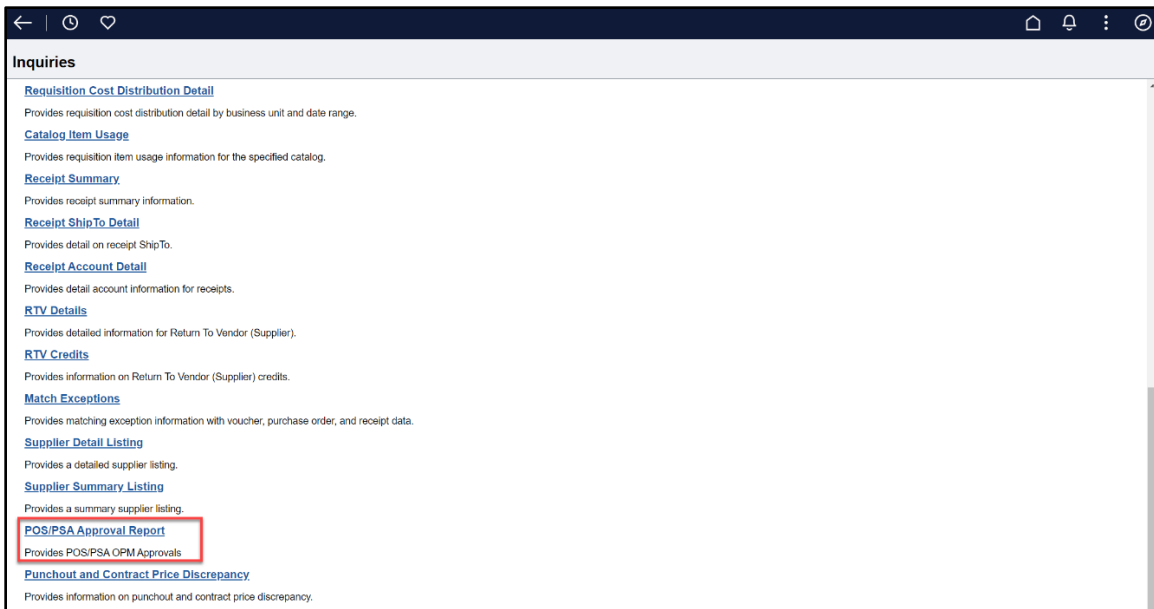 Inquiries
Requisition Cost Distribution Detail
Provides requisition cost distribution detail by business unit and date range.
Catalog Item Usage
Provides requisition item usage information for the specified catalog.
Receipt Summary
Provides receipt summary information.
Receipt ShipTo Detail
Provides detail on receipt ShipTo.
Receipt Account Detail
Provides detail account information for receipts.
RTV Details
Provides detailed information for Return To Vendor (Supplier).
RTV Credits
Provides information on Return To Vendor (Supplier) credits.
Match Exceptions
Provides matching exception information with voucher, purchase order, and receipt data.
Supplier Detail Listing
Provides a detailed supplier listing.
Supplier Summary Listing
Provides a summary supplier listing.
POS/PSA Approval Report
Provides POS/PSA OPM Approvals
Punchout and Contract Price Discrepancy
Provides information on punchout and contract price discrepancy.